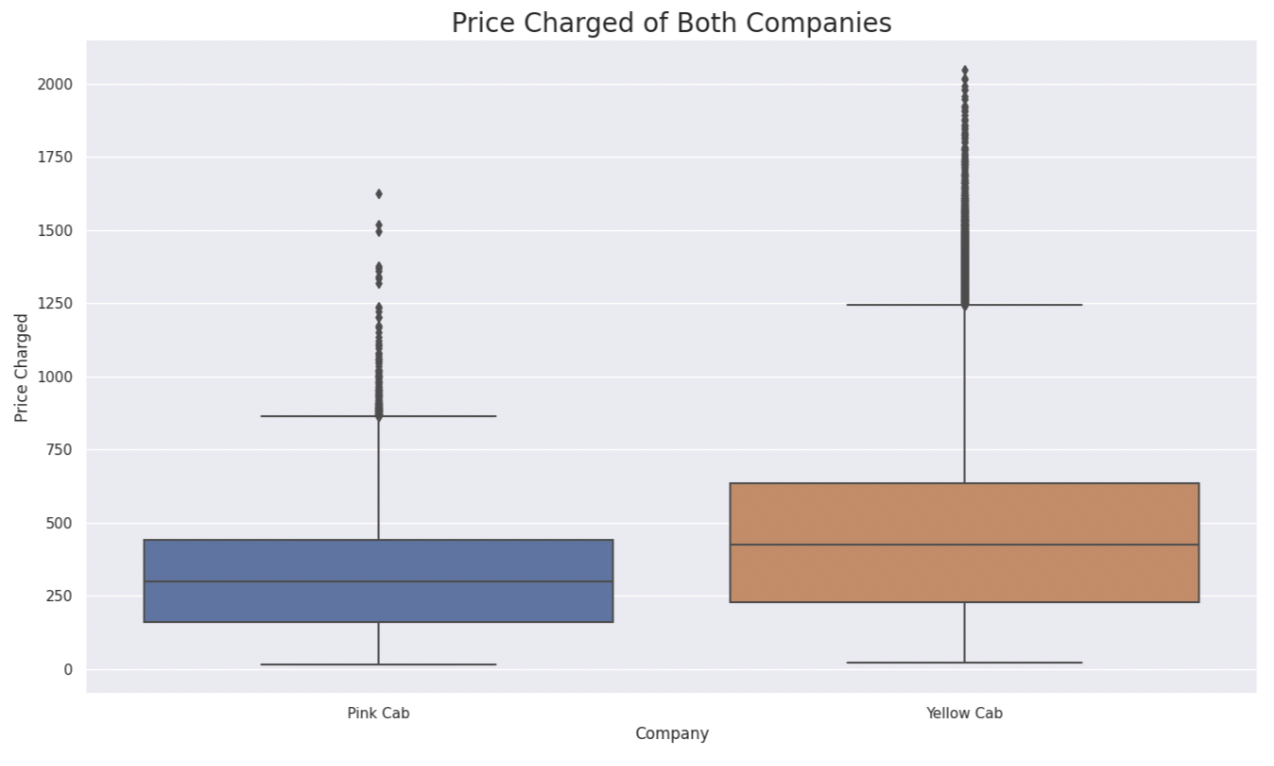 Price Charged of Both Companies
2000
1750
1500
1250
1000
750
500
250
0
Price Charged
Pink Cab
Yellow Cab
Company